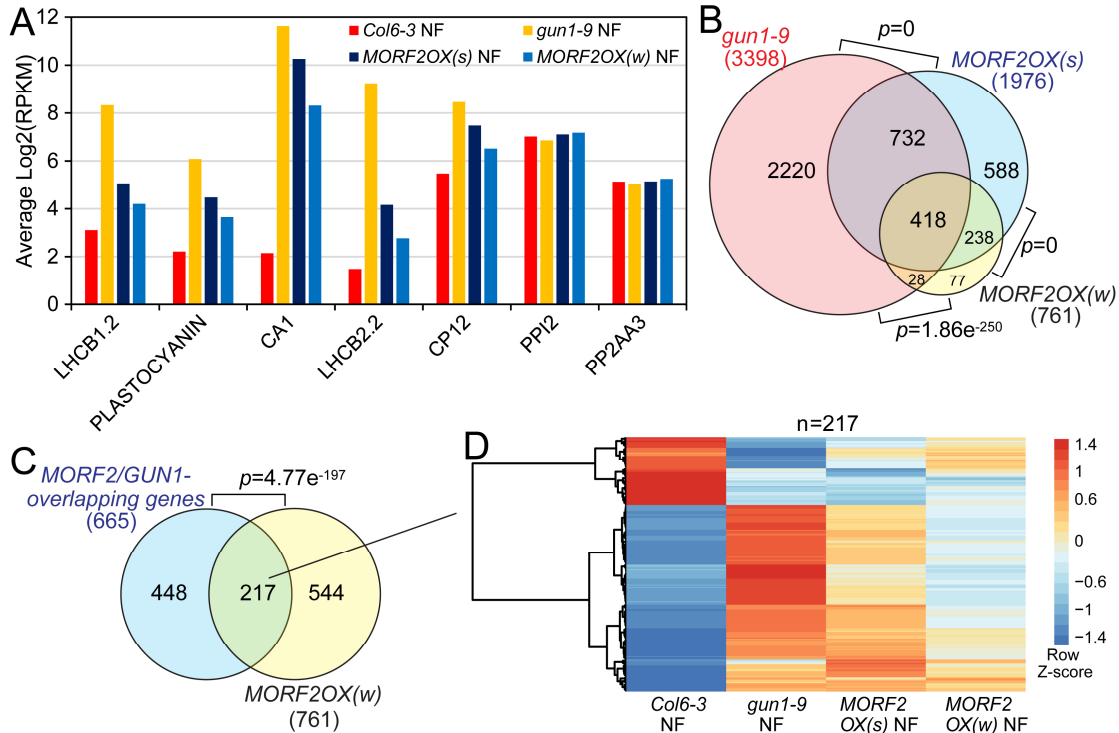 A
12
10
8
6
4
2
0
Average Log2(RPKM)
Col6-3 NF
gun1-9 NF
MORF2OX(s) NF
MORF2OX(w) NF
LHCB1.2
PLASTOCYANIN
CA1
LHCB2.2
CP12
PPI2
PP2AA3
B
gun1-9
(3398)
p=0
MORF2OX(s)
(1976)
732
2220
588
418
238
28
77
p=0
MORF2OX(w)
(761)
p=1.86e-250
C
MORF2/GUN1-
overlapping genes
(665)
p=4.77e-197
448
217
544
MORF2OX(w)
(761)
D
n=217
1.4
1
0.6
0
−0.6
−1
−1.4
Row
Z-score
Col6-3
NF
gun1-9
NF
MORF2
OX(s) NF
MORF2
OX(w) NF